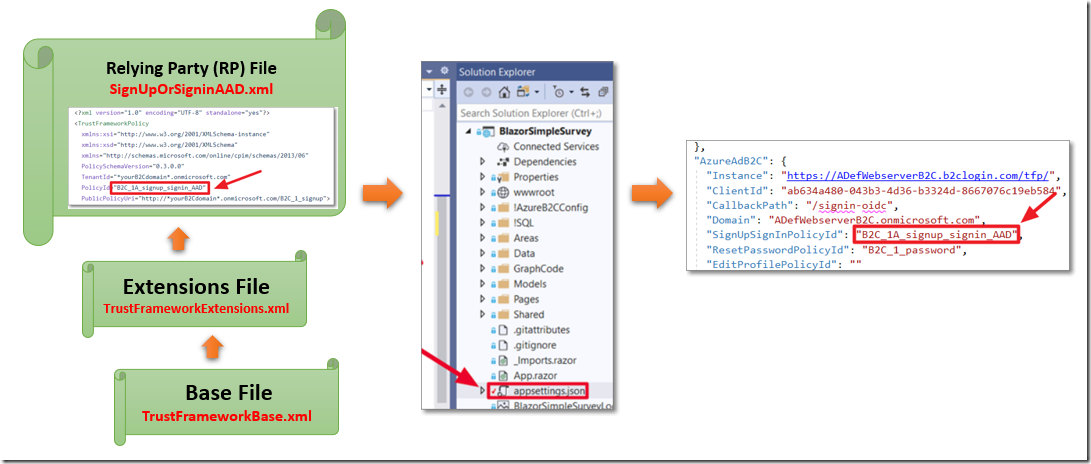 Relying Party (RP) File
SignUpOrSigninAAD.xml
<?xml version="1.0" encoding="UTF-8" standalone="yes"?>
<TrustFrameworkPolicy
xmlns:xsi="http://www.w3.org/2001/XMLSchema-instance"
xmlns:xsd="http://www.w3.org/2001/XMLSchema"
xmlns="http://schemas.microsoft.com/online/cpim/schemas/2013/06"
PolicySchemaVersion="0.3.0.0"
TenantId="*yourB2Cdomain*.onmicrosoft.com"
PolicyId="B2C_1A_signup_signin_AAD"
PublicPolicyUri="http://*yourB2Cdomain*.onmicrosoft.com/B2C_1_signup">
Extensions File
TrustFrameworkExtensions.xml
Base File
TrustFrameworkBase.xml
Solution Explorer
Search Solution Explorer (Ctrl+;)
BlazorSimpleSurvey
Connected Services
Dependencies
Properties
wwwroot
!AzureB2CConfig
!SQL
Areas
Data
GraphCode
Models
Pages
Shared
.gitattributes
.gitignore
_Imports.razor
App.razor
appsettings.json
BlazorSimpleSurveyLo
},
"AzureAdB2C": {
"Instance": "https://ADefWebserverB2C.b2clogin.com/tfp/",
"ClientId": "ab634a480-043b3-4d36-b3324d-8667076c19eb584",
"CallbackPath": "/signin-oidc",
"Domain": "ADefWebserverB2C.onmicrosoft.com",
"SignUpSignInPolicyId": "B2C_1A_signup_signin_AAD",
"ResetPasswordPolicyId": "B2C_1_password",
"EditProfilePolicyId": ""